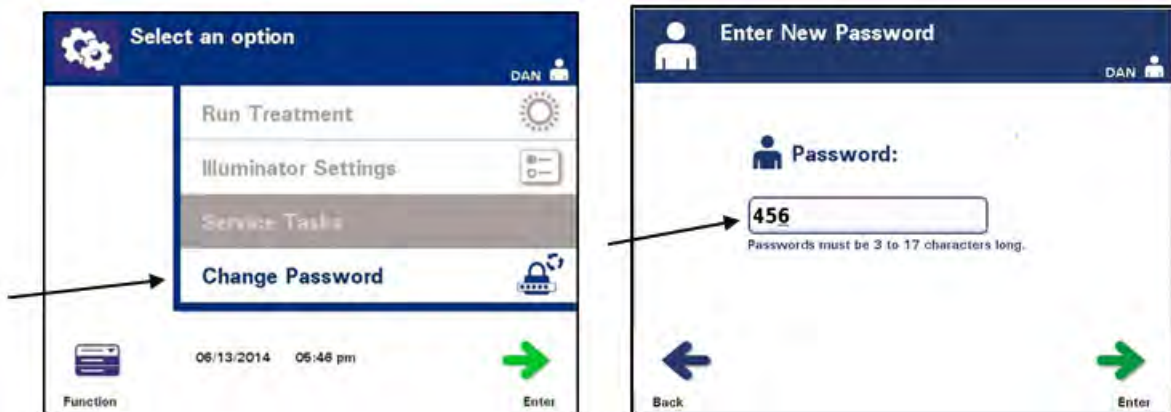 Select an option
DAN
Run Treatment
Illuminator Settings
Service Tasks
Change Password
06/13/2014 05:46 pm
Function
Enter
Enter New Password
DAN
Password:
456
Passwords must be 3 to 17 characters long.
Back
Enter